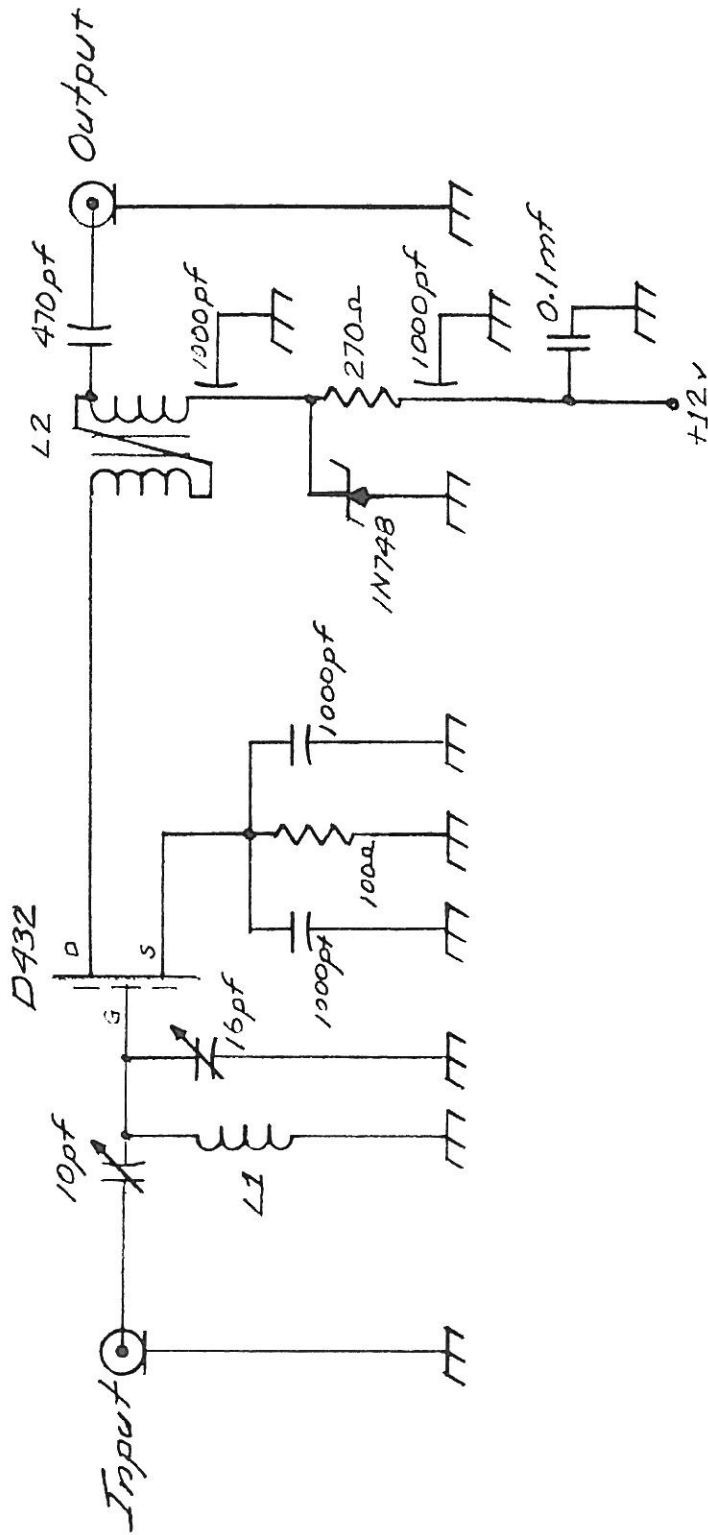 Input
10pf
L1
16pf
D432
G
D
S
1000pf
100Ω
1000pf
L2
470pf
Output
1000pf
270Ω
1000pf
1N748
0.1mf
+12v